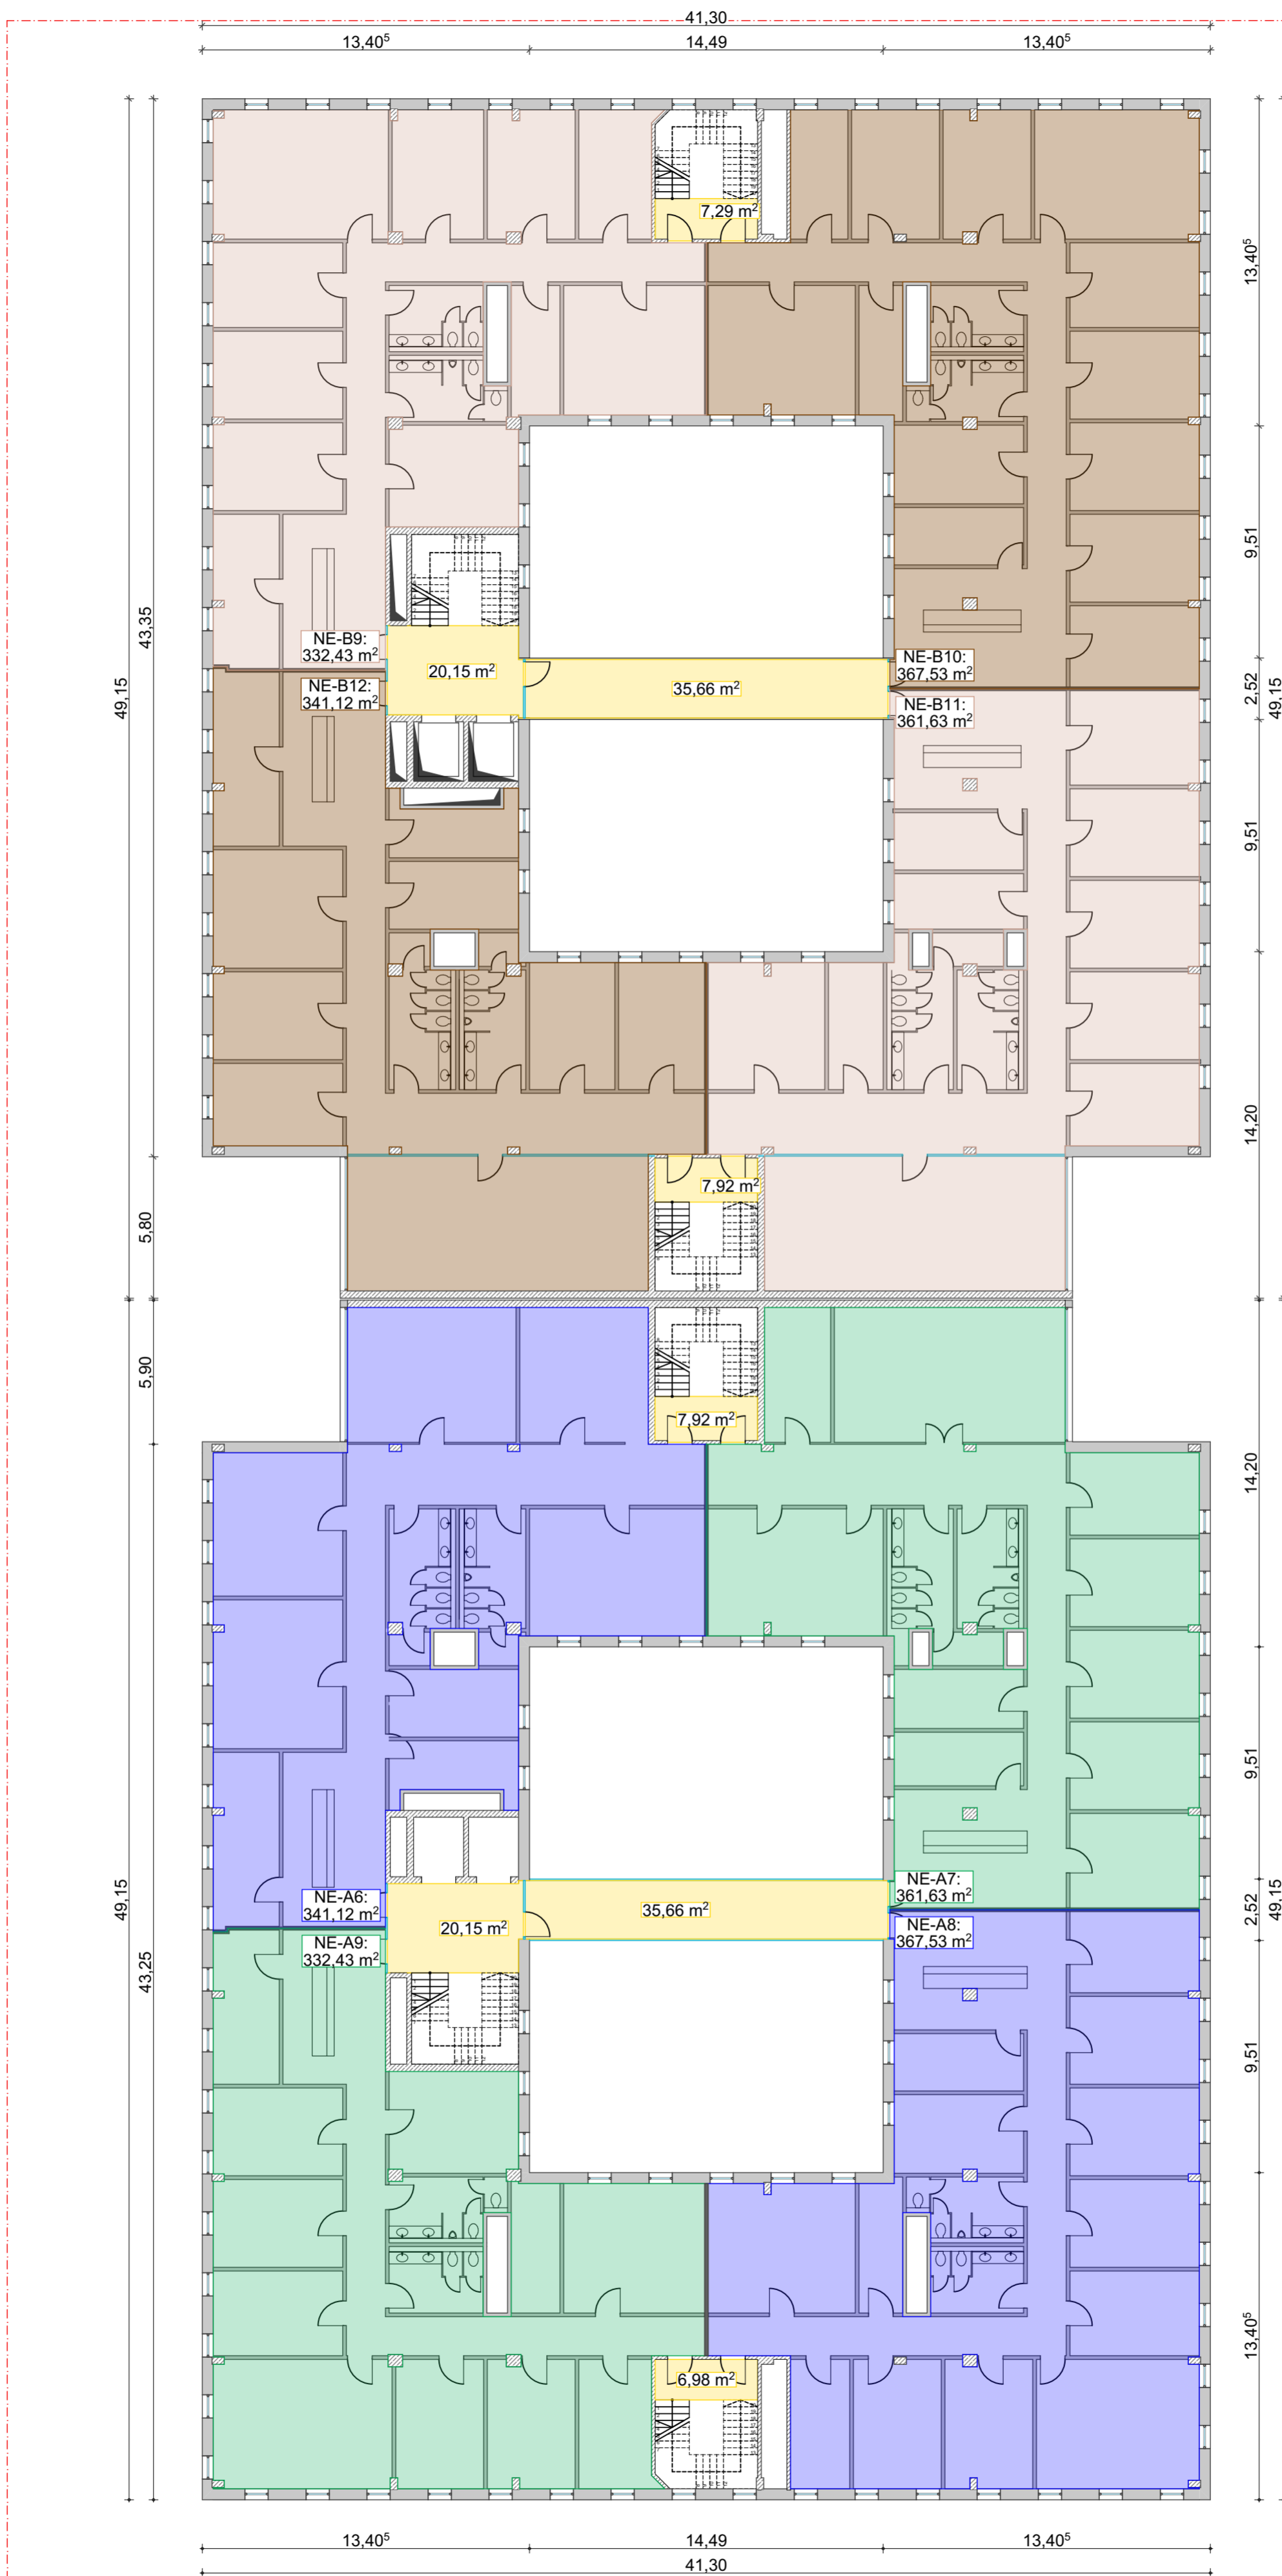 41,30
13,40⁵
14,49
13,40⁵
7,29 m²
13,40⁵
9,51
43,35
49,15
NE-B9:
332,43 m²
NE-B12:
341,12 m²
20,15 m²
35,66 m²
NE-B10:
367,53 m²
NE-B11:
361,63 m²
2,52
49,15
9,51
14,20
7,92 m²
5,80
5,90
7,92 m²
14,20
9,51
49,15
43,25
NE-A6:
341,12 m²
NE-A9:
332,43 m²
20,15 m²
35,66 m²
NE-A7:
361,63 m²
NE-A8:
367,53 m²
2,52
49,15
9,51
13,40⁵
6,98 m²
13,40⁵
14,49
13,40⁵
41,30